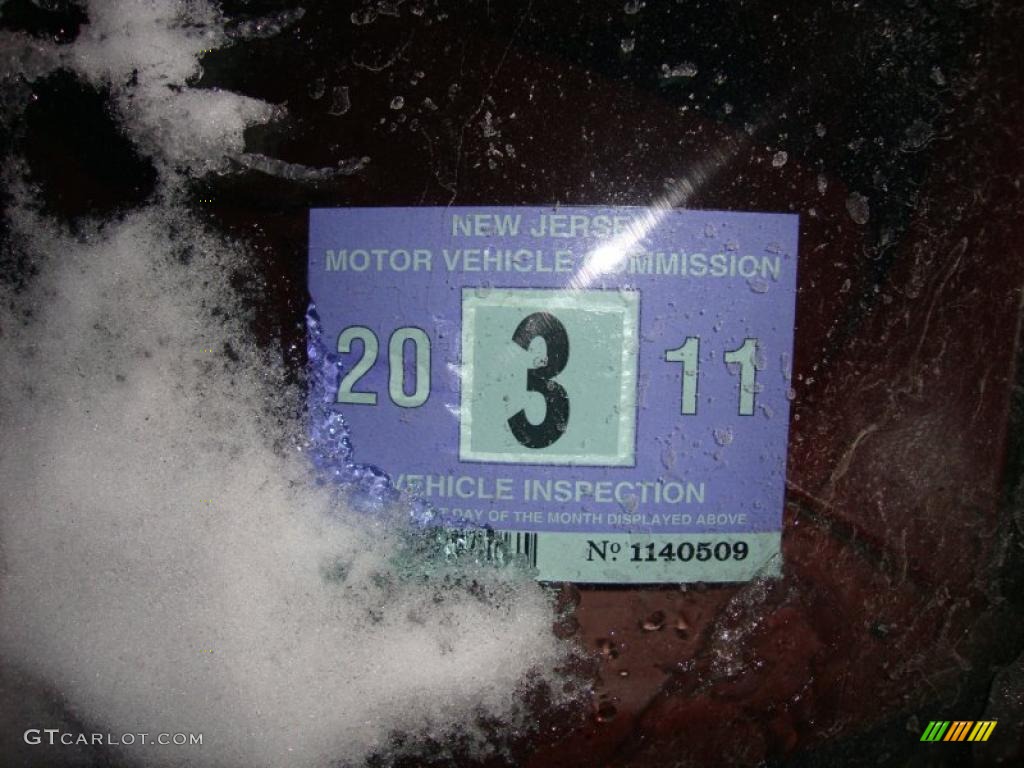 NEW JERSEY
MOTOR VEHICLE COMMISSION
20 3 11
VEHICLE INSPECTION
DAY OF THE MONTH DISPLAYED ABOVE
Nº 1140509
GTCARLOT.COM